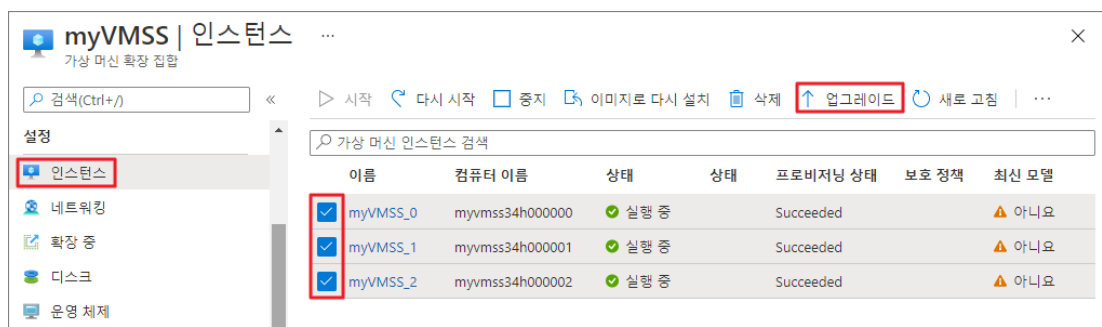 myVMSS | 인스턴스 ...
가상 머신 확장 집합
검색(Ctrl+/)
시작 다시 시작 중지 이미지로 다시 설치 삭제 업그레이드 새로 고침 ...
설정
인스턴스
네트워킹
확장 중
디스크
운영 체제
가상 머신 인스턴스 검색
이름 컴퓨터 이름 상태 상태 프로비저닝 상태 보호 정책 최신 모델
myVMSS_0 myvmss34h000000 실행 중 Succeeded 아니요
myVMSS_1 myvmss34h000001 실행 중 Succeeded 아니요
myVMSS_2 myvmss34h000002 실행 중 Succeeded 아니요